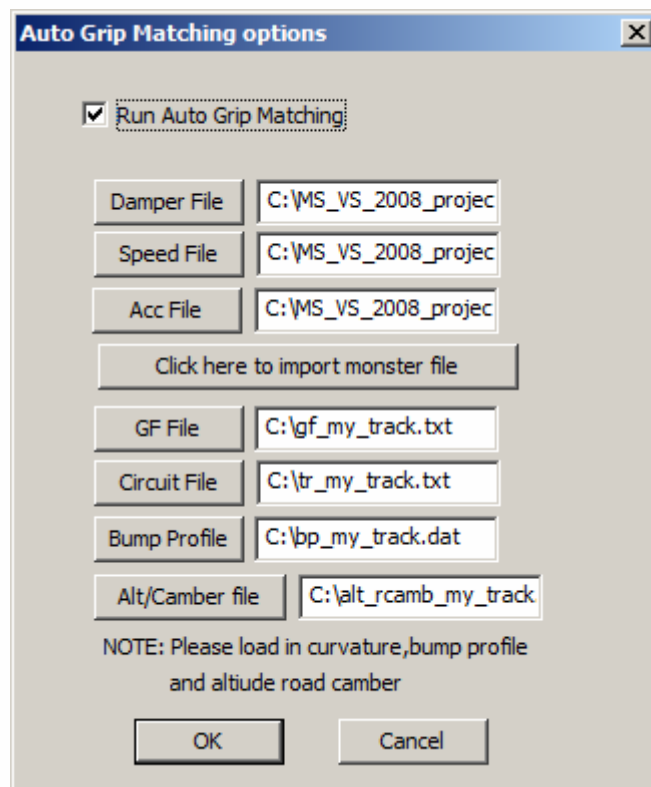 Auto Grip Matching options
Run Auto Grip Matching
Damper File C:\MS_VS_2008_projec
Speed File C:\MS_VS_2008_projec
Acc File C:\MS_VS_2008_projec
Click here to import monster file
GF File C:\gf_my_track.txt
Circuit File C:\tr_my_track.txt
Bump Profile C:\bp_my_track.dat
Alt/Camber file C:\alt_rcamb_my_track
NOTE: Please load in curvature,bump profile
and altiude road camber
OK Cancel